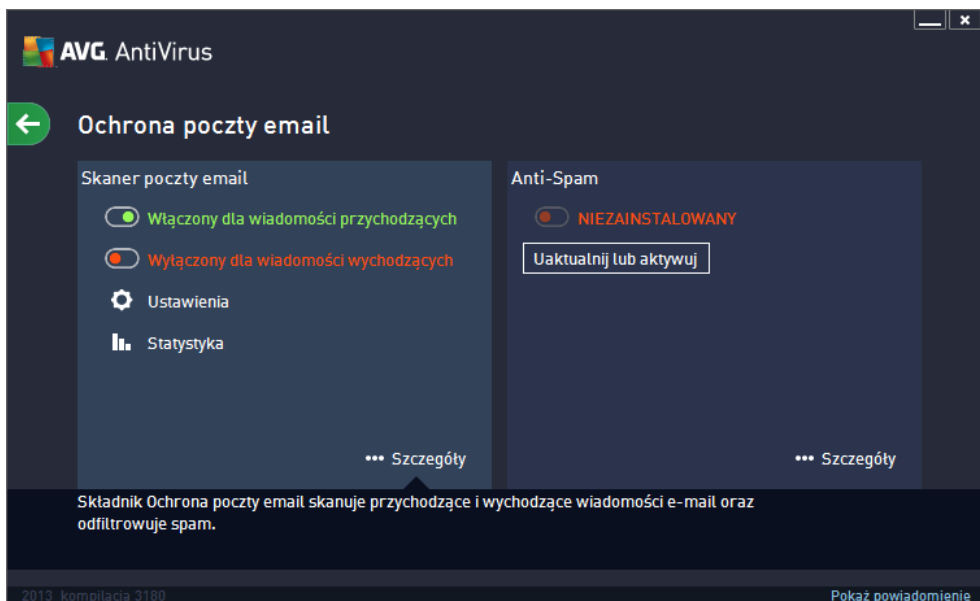 AVG. AntiVirus
Ochrona poczty email
Skaner poczty email
Włączony dla wiadomości przychodzących
Wyłączony dla wiadomości wychodzących
Ustawienia
Statystyka
Szczegóły
Anti-Spam
NIEZAINSTALOWANY
Uaktualnij lub aktywuj
Szczegóły
Składnik Ochrona poczty email skanuje przychodzące i wychodzące wiadomości e-mail oraz
odfiltrowuje spam.
2013 kompilacja 3180
Pokaż powiadomienie